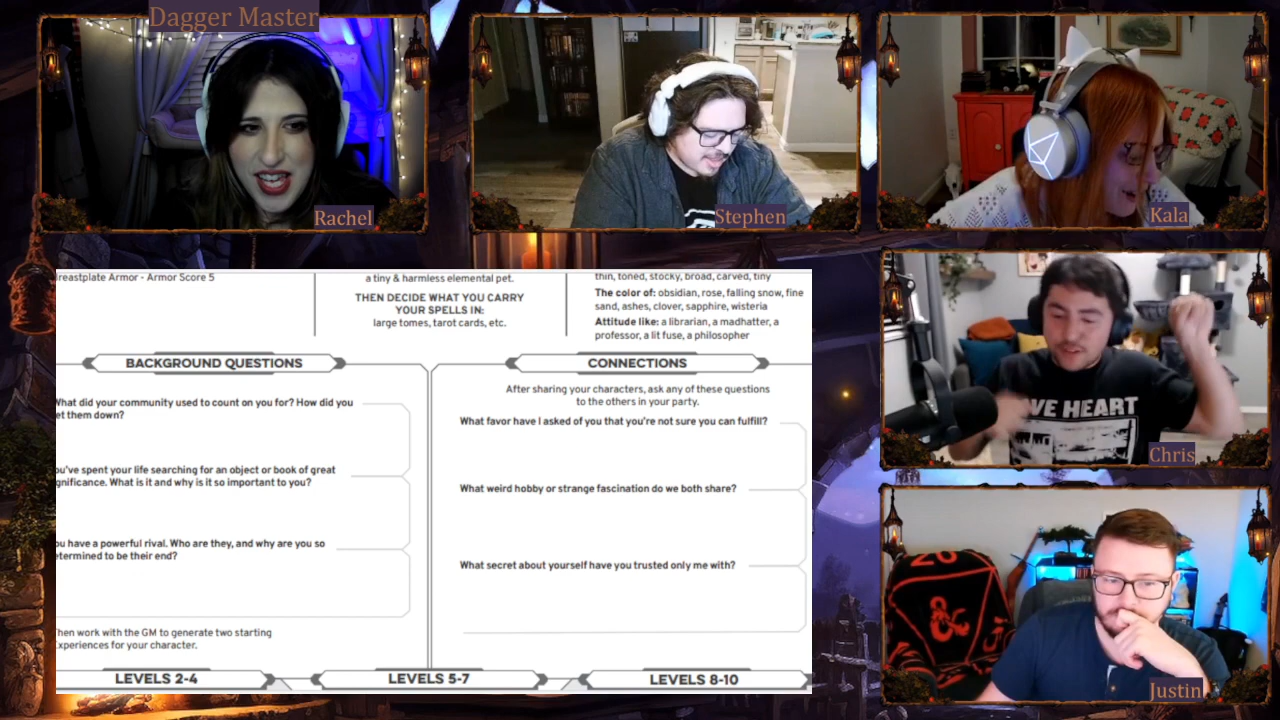 Dagger Master
Rachel
Stephen
Kala
Armor - Armor Score 5
a tiny & harmless elemental pet.
THEN DECIDE WHAT YOU CARRY
YOUR SPELLS IN:
large tomes, tarot cards, etc.
thin, toned, stocky, broad, carved, tiny
The color of: obsidian, rose, falling snow, fine
sand, ashes, clover, sapphire, wisteria
Attitude like: a librarian, a madhatter, a
professor, a lit fuse, a philosopher
BACKGROUND QUESTIONS
What did your community used to count on you for? How did you
et them down?
ou've spent your life searching for an object or book of great
gnificance. What is it and why is it so important to you?
ou have a powerful rival. Who are they, and why are you so
etermined to be their end?
hen work with the GM to generate two starting
xperiences for your character.
CONNECTIONS
After sharing your characters, ask any of these questions
to the others in your party.
What favor have I asked of you that you're not sure you can fulfill?
What weird hobby or strange fascination do we both share?
What secret about yourself have you trusted only me with?
LEVELS 2-4
LEVELS 5-7
LEVELS 8-10
VE HEART
Chris
20
&
Justin